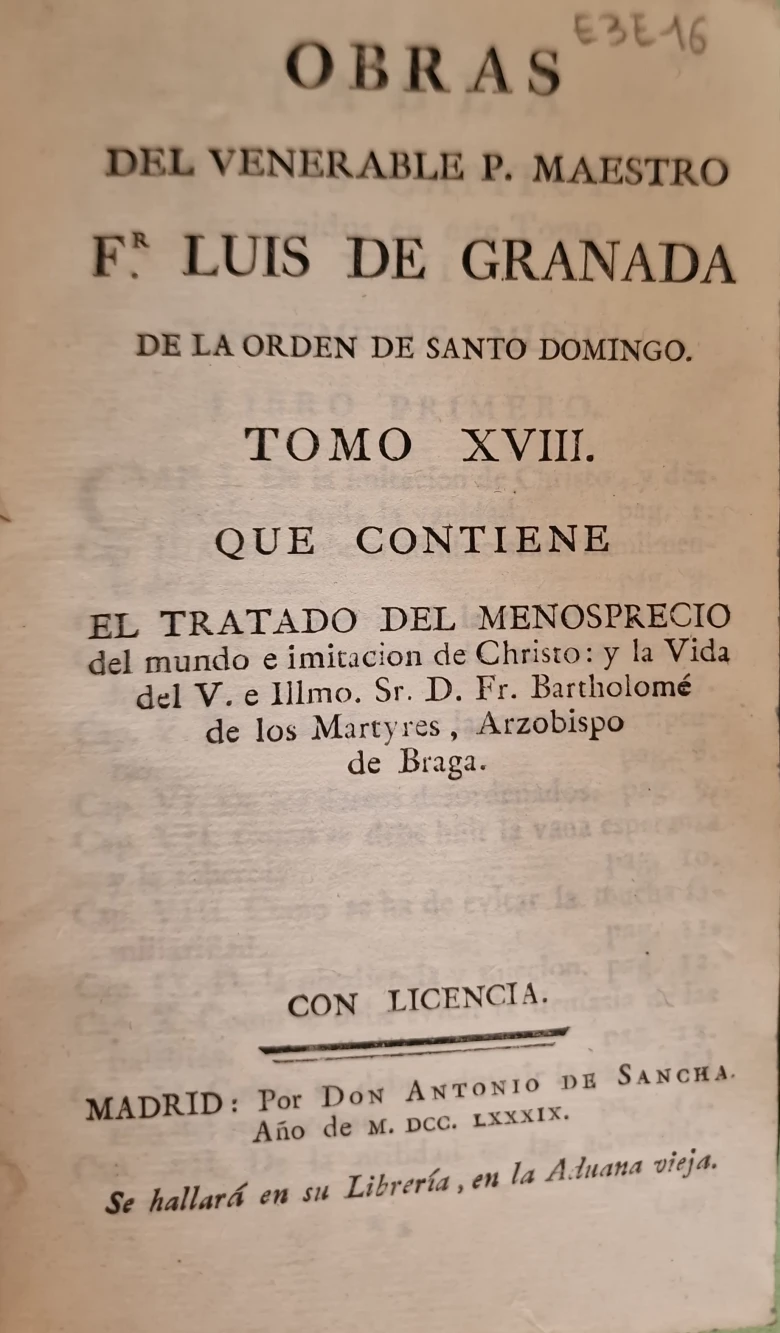 E3E16
OBRAS
DEL VENERABLE P. MAESTRO
F.R LUIS DE GRANADA
DE LA ORDEN DE SANTO DOMINGO.
TOMO XVIII.
QUE CONTIENE
EL TRATADO DEL MENOSPRECIO
del mundo e imitacion de Christo: y la Vida
del V. e Illmo. Sr. D. Fr. Bartholomé
de los Martyres, Arzobispo
de Braga.
CON LICENCIA.
MADRID: Por DON ANTONIO DE SANCHA.
Año de M. DCC. LXXXIX.
Se hallará en su Librería, en la Aduana vieja.